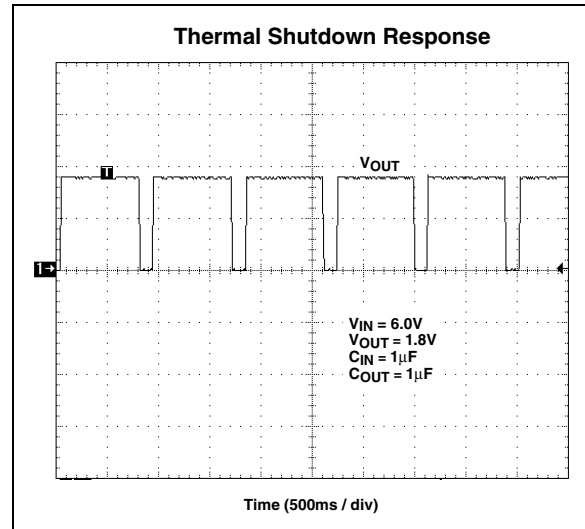 Thermal Shutdown Response
T
VOUT
1
VIN = 6.0V
VOUT = 1.8V
CIN = 1µF
COUT = 1µF
Time (500ms / div)